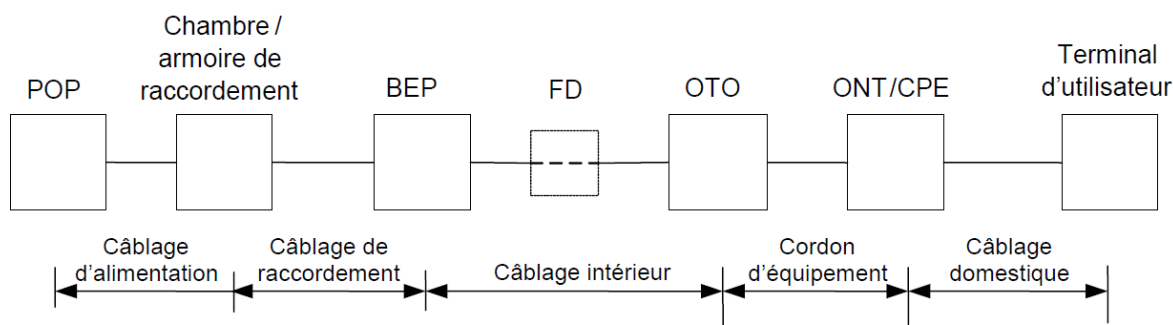 POP
Chambre /
armoire de
raccordement
BEP
FD
OTO
ONT/CPE
Terminal
d'utilisateur
Câblage
d'alimentation
Câblage de
raccordement
Câblage intérieur
Cordon
d'équipement
Câblage
domestique